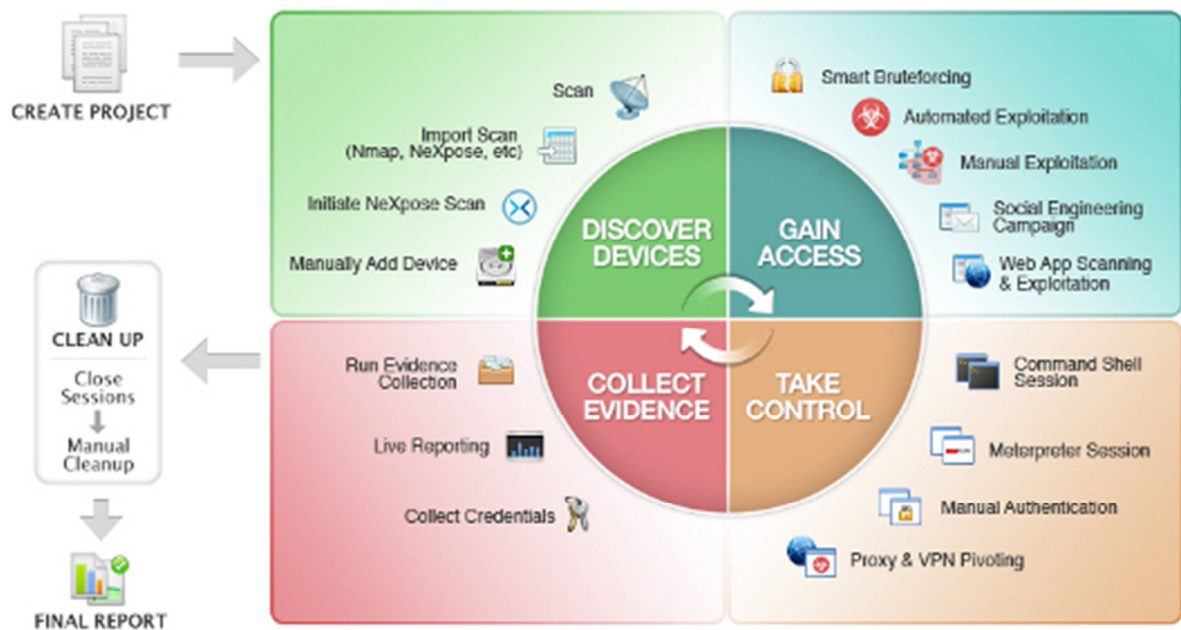 CREATE PROJECT
Scan
Import Scan
(Nmap, NeXpose, etc)
Initiate NeXpose Scan
Manually Add Device
DISCOVER
DEVICES
Smart Bruteforcing
Automated Exploitation
Manual Exploitation
Social Engineering
Campaign
Web App Scanning
& Exploitation
GAIN
ACCESS
Command Shell
Session
Meterpreter Session
Manual Authentication
Proxy & VPN Pivoting
TAKE
CONTROL
Run Evidence
Collection
Live Reporting
Collect Credentials
COLLECT
EVIDENCE
CLEAN UP
Close
Sessions
Manual
Cleanup
FINAL REPORT